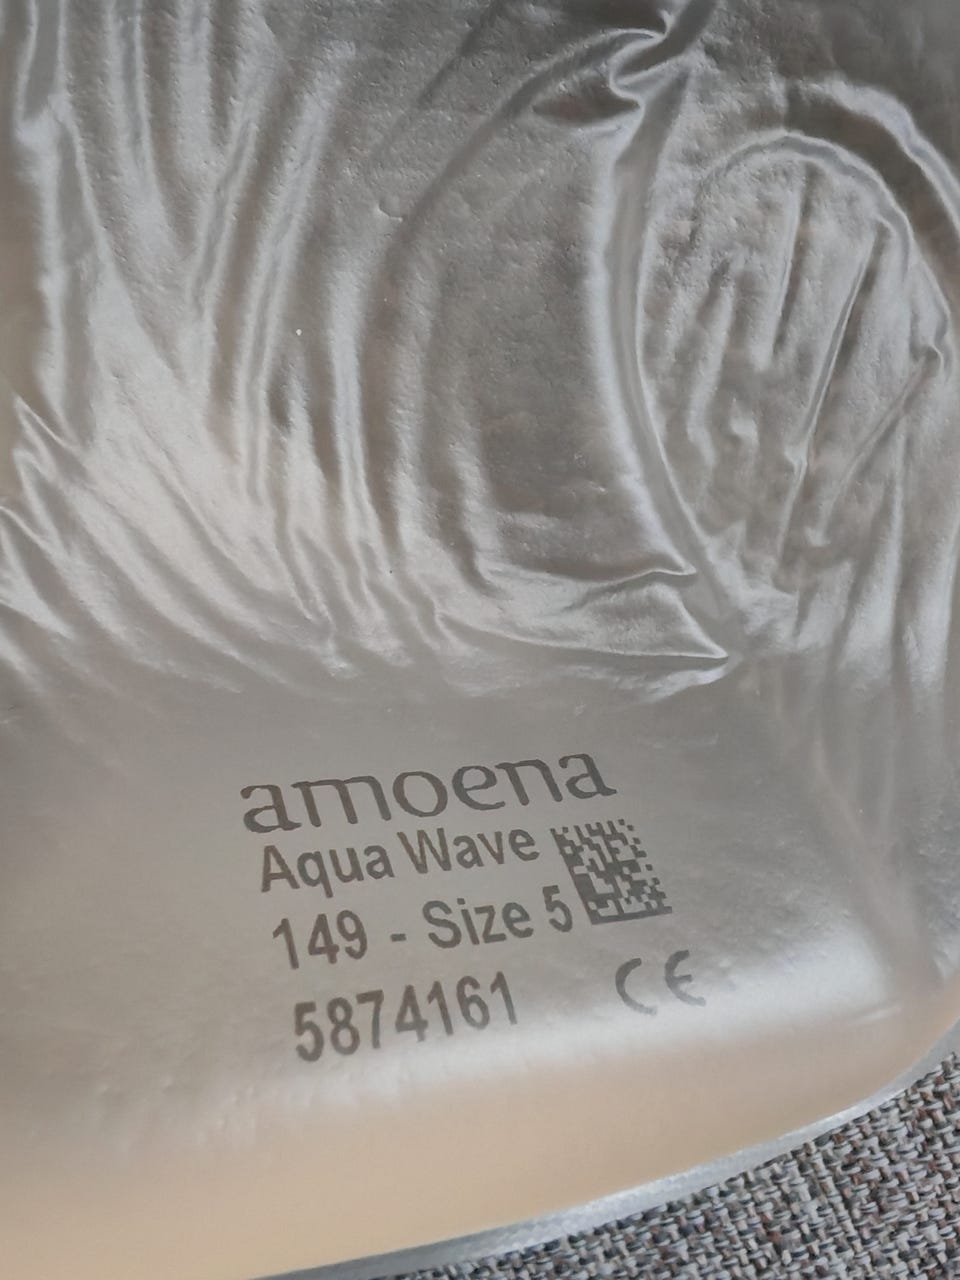 amoena
Aqua Wave
149 - Size 5
5874161 CE